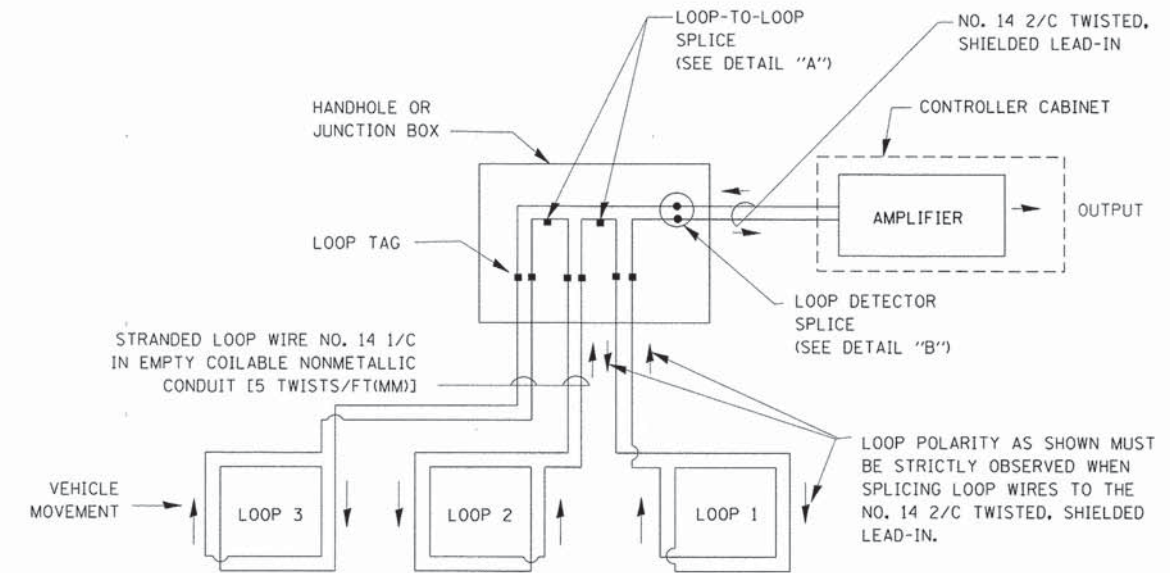 LOOP-TO-LOOP
SPLICE
(SEE DETAIL "A")
NO. 14 2/C TWISTED,
SHIELDED LEAD-IN
HANDHOLE OR
JUNCTION BOX
CONTROLLER CABINET
AMPLIFIER
OUTPUT
LOOP TAG
LOOP DETECTOR
SPLICE
(SEE DETAIL "B")
STRANDED LOOP WIRE NO. 14 1/C
IN EMPTY COILABLE NONMETALLIC
CONDUIT [5 TWISTS/FT(MM)]
LOOP POLARITY AS SHOWN MUST
BE STRICTLY OBSERVED WHEN
SPLICING LOOP WIRES TO THE
NO. 14 2/C TWISTED, SHIELDED
LEAD-IN.
VEHICLE
MOVEMENT
LOOP 3
LOOP 2
LOOP 1